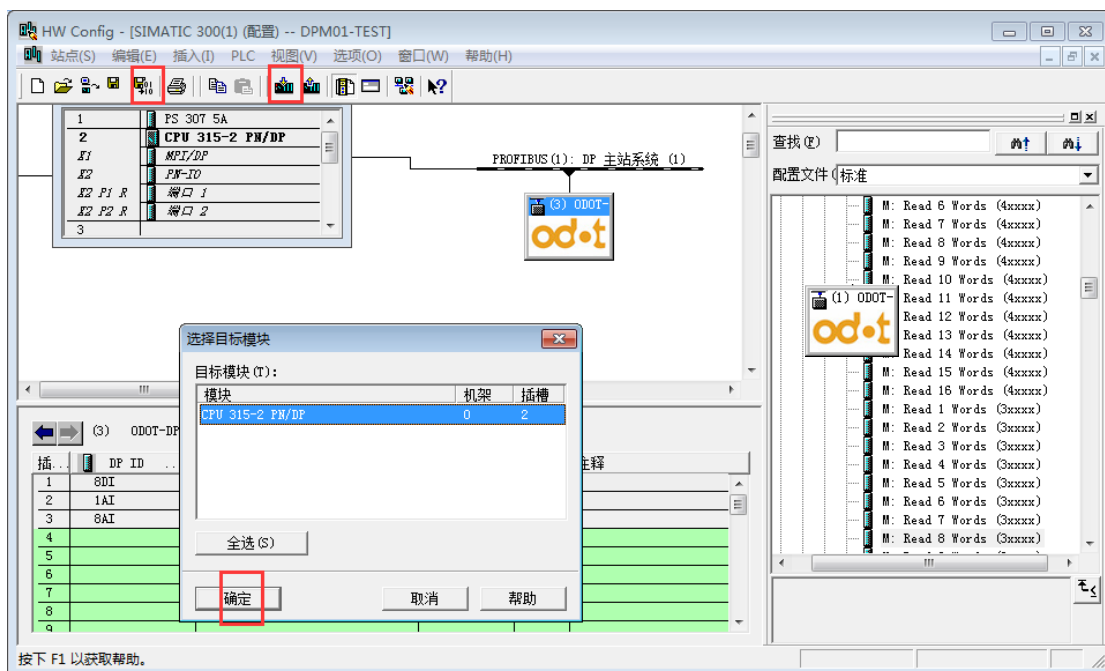 HW Config - [SIMATIC 300(1) (配置) -- DPM01-TEST]
站点(S) 编辑(E) 插入(I) PLC 视图(V) 选项(O) 窗口(W) 帮助(H)
1 PS 307 5A
2 CPU 315-2 PN/DP
X1 MPI/DP
X2 PN-IO
X2 P1 R 端口 1
X2 P2 R 端口 2
3
PROFIBUS(1): DP 主站系统 (1)
(3) ODOT-
odot
查找(F)
配置文件(
标准
M: Read 6 Words (4xxxx)
M: Read 7 Words (4xxxx)
M: Read 8 Words (4xxxx)
M: Read 9 Words (4xxxx)
M: Read 10 Words (4xxxx)
Read 11 Words (4xxxx)
Read 12 Words (4xxxx)
Read 13 Words (4xxxx)
Read 14 Words (4xxxx)
M: Read 15 Words (4xxxx)
M: Read 16 Words (4xxxx)
M: Read 1 Words (3xxxx)
M: Read 2 Words (3xxxx)
M: Read 3 Words (3xxxx)
M: Read 4 Words (3xxxx)
M: Read 5 Words (3xxxx)
M: Read 6 Words (3xxxx)
M: Read 7 Words (3xxxx)
M: Read 8 Words (3xxxx)
(1) ODOT-
odot
选择目标模块
目标模块(T):
模块 机架 插槽
CPU 315-2 PN/DP 0 2
全选(S)
确定 取消 帮助
(3) ODOT-DP
插... DP ID ... 注释
1 8DI
2 1AI
3 8AI
4
5
6
7
8
9
按下 F1 以获取帮助。